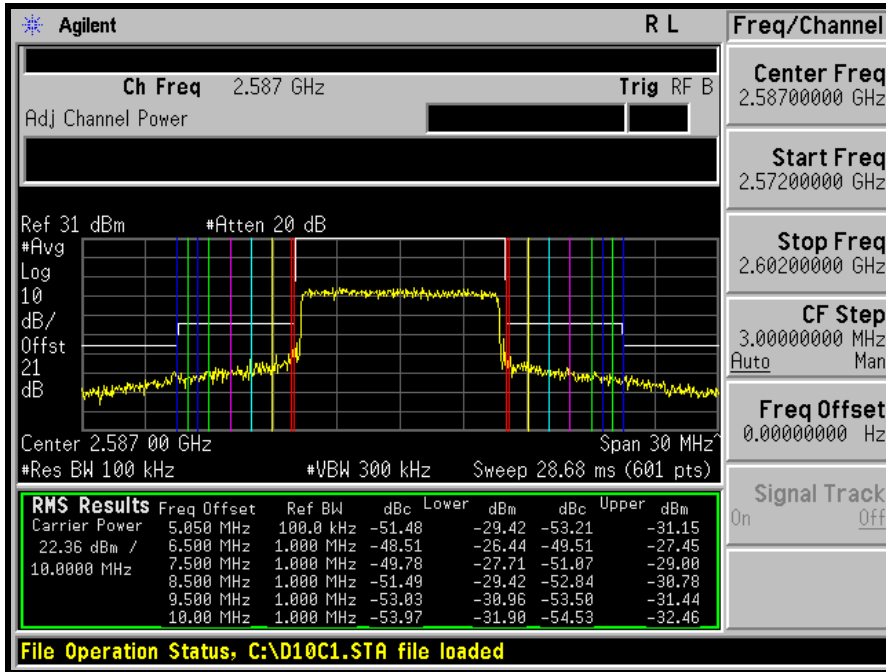 Agilent R L Freq/Channel
Ch Freq 2.587 GHz Trig RF B
Adj Channel Power
Center Freq
2.58700000 GHz
Start Freq
2.57200000 GHz
Stop Freq
2.60200000 GHz
CF Step
3.00000000 MHz
Auto Man
Freq Offset
0.00000000 Hz
Signal Track
On Off
Ref 31 dBm #Atten 20 dB
#Avg
Log
10
dB/
Offst
21
dB
Center 2.587 00 GHz Span 30 MHz^
#Res BW 100 kHz #VBW 300 kHz Sweep 28.68 ms (601 pts)
RMS Results Freq Offset Ref BW dBc Lower dBm dBc Upper dBm
Carrier Power 5.050 MHz 100.0 kHz -51.48 -29.42 -53.21 -31.15
22.36 dBm / 6.500 MHz 1.000 MHz -48.51 -26.44 -49.51 -27.45
10.0000 MHz 7.500 MHz 1.000 MHz -49.78 -27.71 -51.07 -29.00
8.500 MHz 1.000 MHz -51.49 -29.42 -52.84 -30.78
9.500 MHz 1.000 MHz -53.03 -30.96 -53.50 -31.44
10.00 MHz 1.000 MHz -53.97 -31.90 -54.53 -32.46
File Operation Status, C:\D10C1.STA file loaded